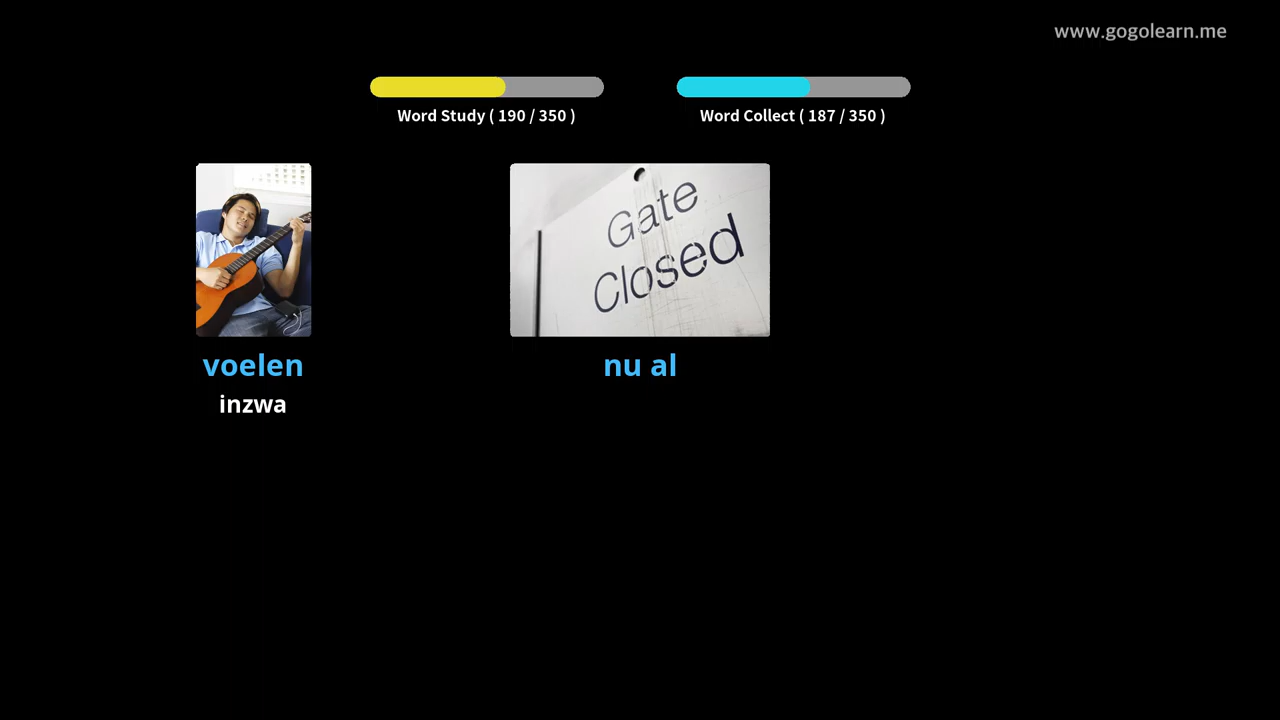 www.gogolearn.me
Word Study ( 190 / 350 )
Word Collect ( 187 / 350 )
Gate
Closed
voelen
nu al
inzwa